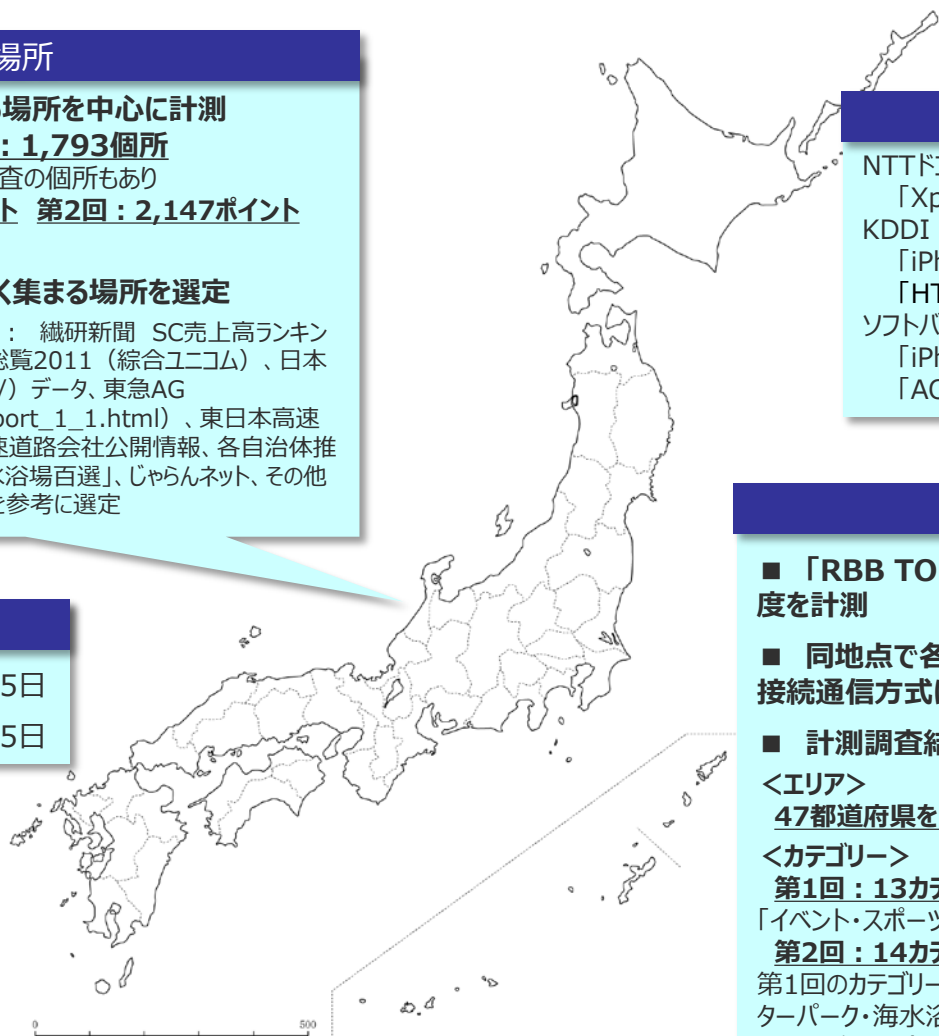 場所
場所を中心に計測
：1,793個所
査の個所もあり
ト 第2回：2,147ポイント
く集まる場所を選定
： 繊研新聞 SC売上高ランキン
総覧2011（綜合ユニコム）、日本
）データ、東急AG
port_1_1.html）、東日本高速
速道路会社公開情報、各自治体推
水浴場百選」、じゃらんネット、その他
を参考に選定
5日
5日
NTTドコ
「Xp
KDDI
「iPh
「HT
ソフトバ
「iPh
「AQ
■ 「RBB TO
度を計測
■ 同地点で各
接続通信方式は
■ 計測調査結
＜エリア＞
47都道府県を
＜カテゴリー＞
第1回：13カテ
「イベント・スポーツ
第2回：14カテ
第1回のカテゴリー
ターパーク・海水浴
0 500